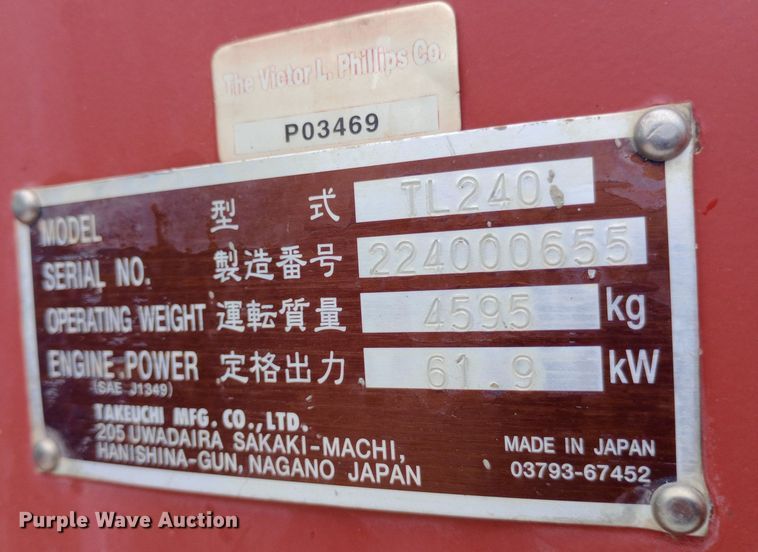 The Victor L. Phillips Co.
P03469
MODEL 型式 TL240
SERIAL NO. 製造番号 224000655
OPERATING WEIGHT 運転質量 4595 kg
ENGINE POWER 定格出力 61.9 kW
(SAE J1349)
TAKEUCHI MFG. CO., LTD.
205 UWADAIRA SAKAKI-MACHI,
HANISHINA-GUN, NAGANO JAPAN
MADE IN JAPAN
03793-67452
Purple Wave Auction